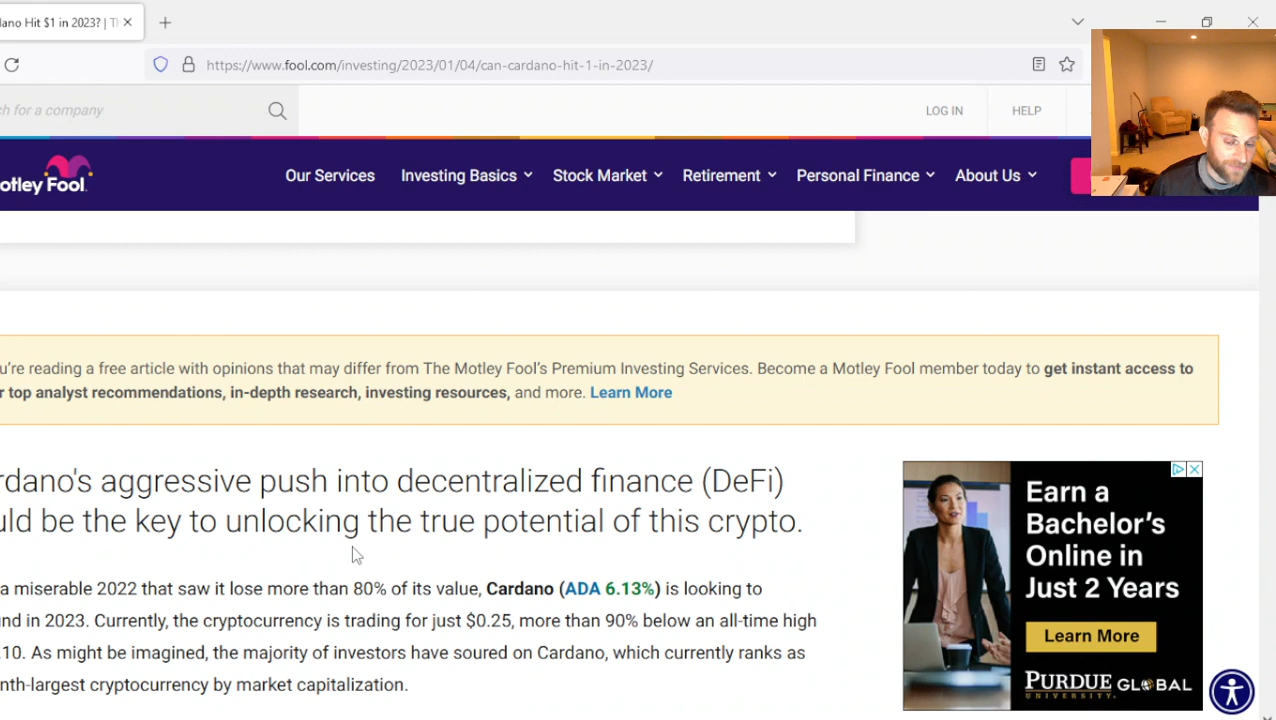 ano Hit $1 in 2023? | Th
https://www.fool.com/investing/2023/01/04/can-cardano-hit-1-in-2023/
ch for a company
LOG IN
HELP
otley Fool.
Our Services
Investing Basics
Stock Market
Retirement
Personal Finance
About Us
u're reading a free article with opinions that may differ from The Motley Fool's Premium Investing Services. Become a Motley Fool member today to get instant access to
r top analyst recommendations, in-depth research, investing resources, and more. Learn More
rdano's aggressive push into decentralized finance (DeFi)
uld be the key to unlocking the true potential of this crypto.
a miserable 2022 that saw it lose more than 80% of its value, Cardano (ADA 6.13%) is looking to
und in 2023. Currently, the cryptocurrency is trading for just $0.25, more than 90% below an all-time high
.10. As might be imagined, the majority of investors have soured on Cardano, which currently ranks as
nth-largest cryptocurrency by market capitalization.
Earn a
Bachelor's
Online in
Just 2 Years
Learn More
PURDUE GLOBAL
UNIVERSITY